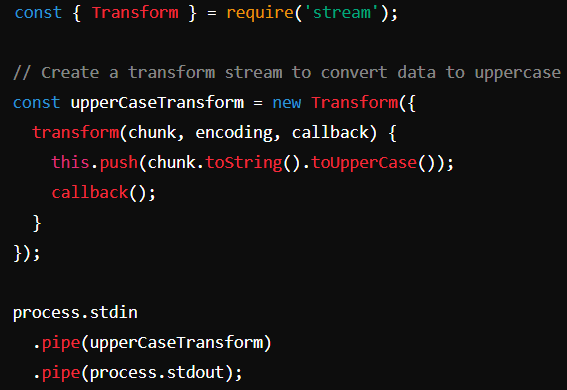 const { Transform } = require('stream');

// Create a transform stream to convert data to uppercase
const upperCaseTransform = new Transform({
  transform(chunk, encoding, callback) {
    this.push(chunk.toString().toUpperCase());
    callback();
  }
});

process.stdin
  .pipe(upperCaseTransform)
  .pipe(process.stdout);